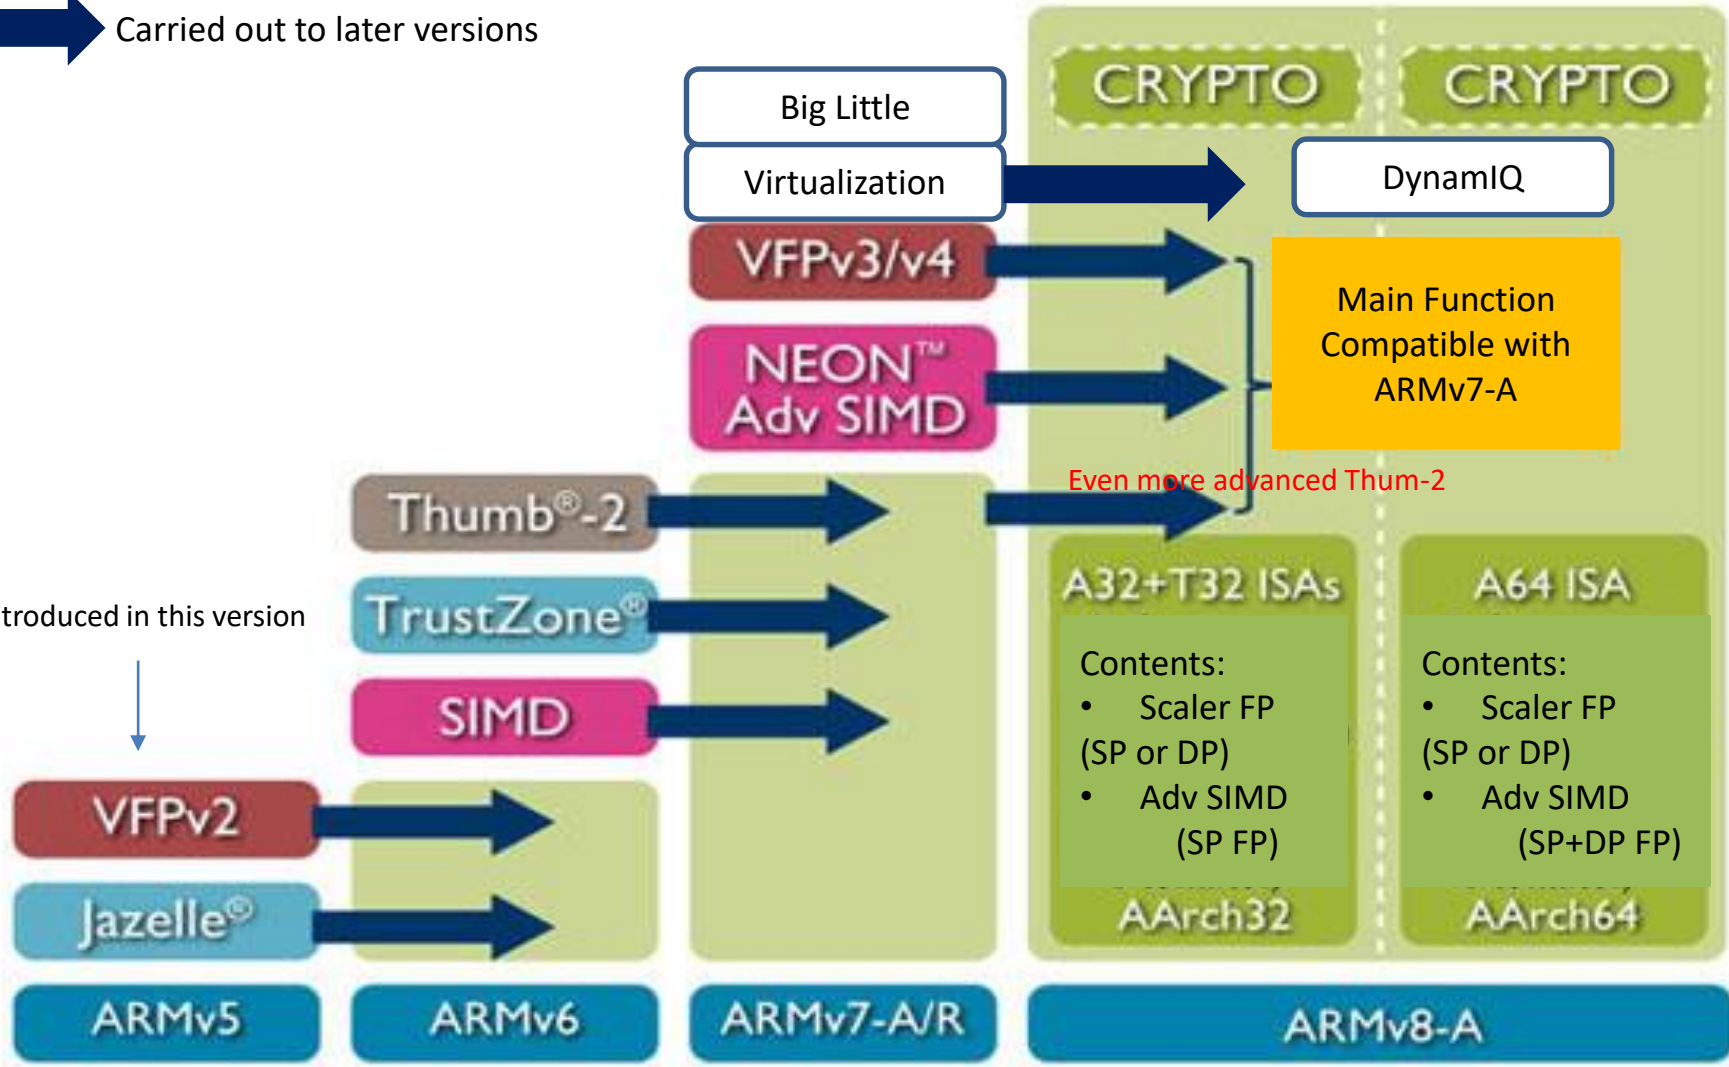 Carried out to later versions
CRYPTO
CRYPTO
Big Little
Virtualization
DynamIQ
VFPv3/v4
Main Function
Compatible with
ARMv7-A
NEON™
Adv SIMD
Even more advanced Thum-2
Thumb®-2
A32+T32 ISAs
A64 ISA
TrustZone®
troduced in this version
Contents:
• Scaler FP
(SP or DP)
• Adv SIMD
(SP FP)
Contents:
• Scaler FP
(SP or DP)
• Adv SIMD
(SP+DP FP)
SIMD
VFPv2
Jazelle®
AArch32
AArch64
ARMv5
ARMv6
ARMv7-A/R
ARMv8-A